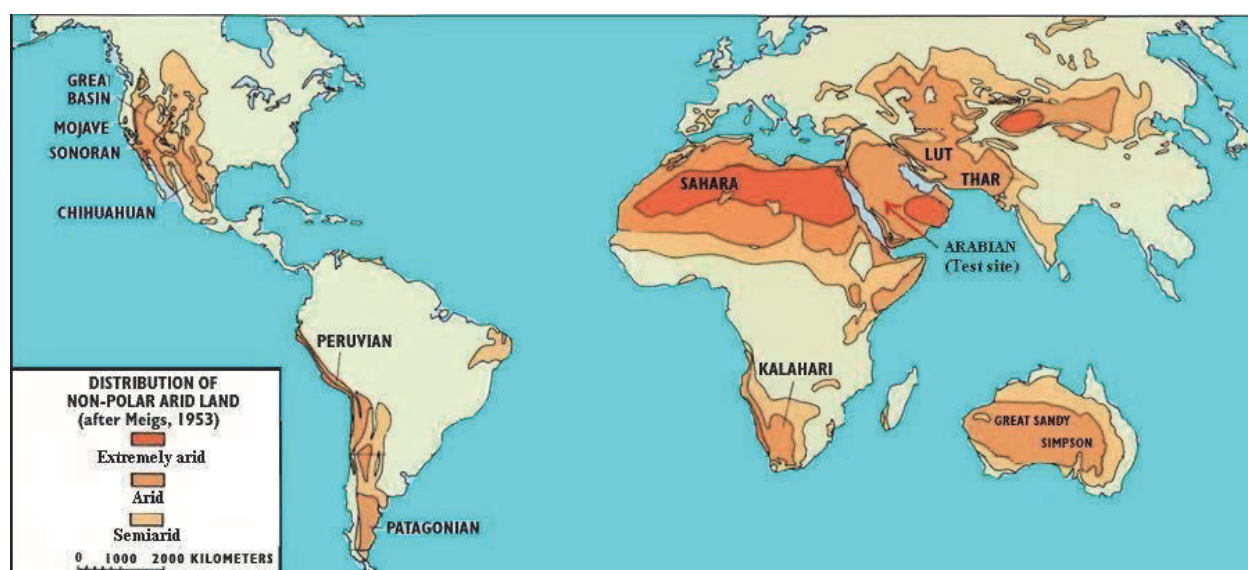 GREAT
BASIN
MOJAVE
SONORAN
CHIHUAHUAN
SAHARA
LUT
THAR
ARABIAN
(Test site)
PERUVIAN
KALAHARI
GREAT SANDY
SIMPSON
PATAGONIAN
DISTRIBUTION OF
NON-POLAR ARID LAND
(after Meigs, 1953)
Extremely arid
Arid
Semiarid
0 1000 2000 KILOMETERS